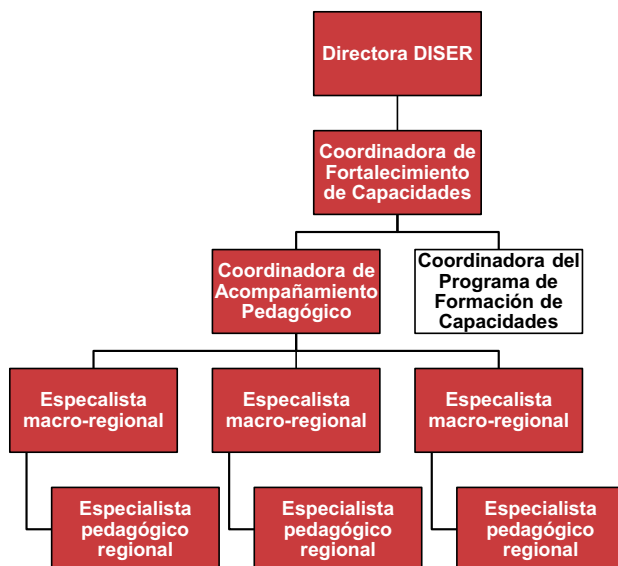 Directora DISER
Coordinadora de
Fortalecimiento
de Capacidades
Coordinadora de
Acompañamiento
Pedagógico
Coordinadora del
Programa de
Formación de
Capacidades
Especalista
macro-regional
Especalista
macro-regional
Especalista
macro-regional
Especialista
pedagógico
regional
Especialista
pedagógico
regional
Especialista
pedagógico
regional